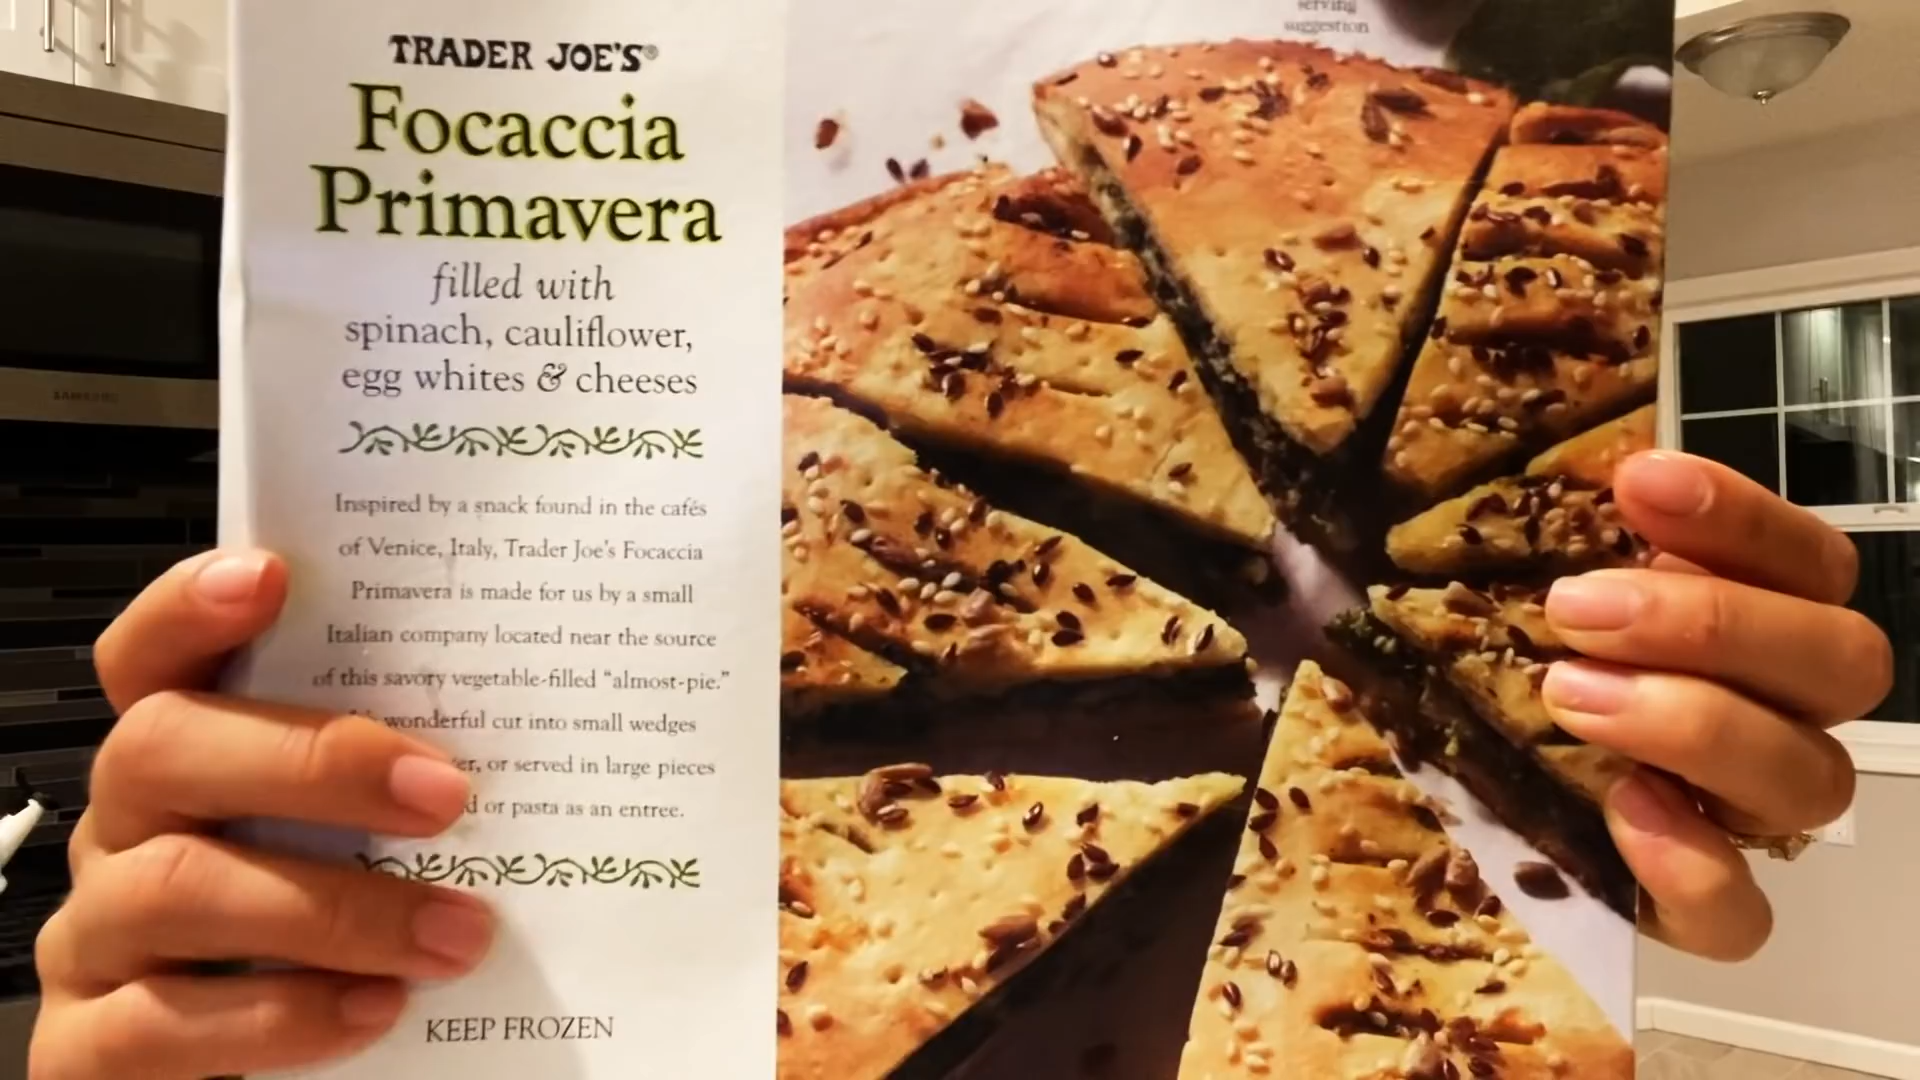 serving
suggestion
TRADER JOE'S®
Focaccia
Primavera
filled with
spinach, cauliflower,
egg whites & cheeses
Inspired by a snack found in the cafés
of Venice, Italy, Trader Joe's Focaccia
Primavera is made for us by a small
Italian company located near the source
of this savory vegetable-filled "almost-pie."
wonderful cut into small wedges
or served in large pieces
or pasta as an entree.
KEEP FROZEN
SAMSUNG